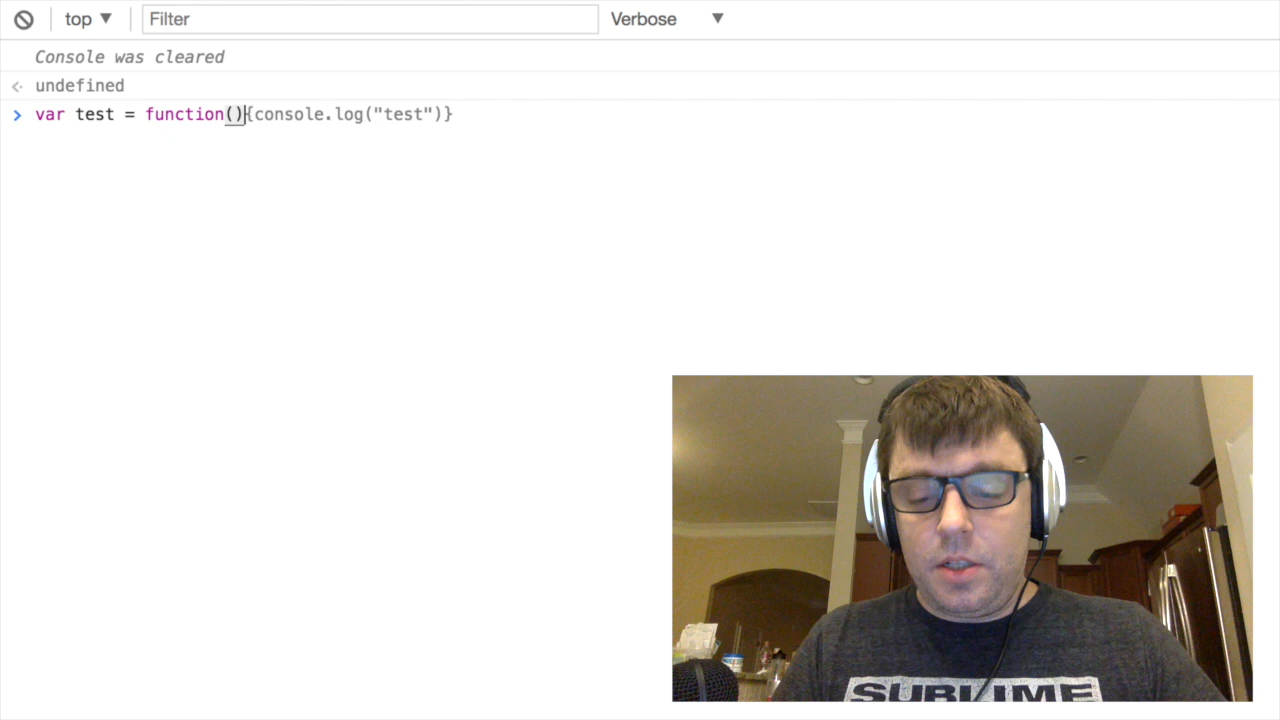 top ▼ Filter Verbose ▼
Console was cleared
undefined
var test = function(){console.log("test")}
SUBLIME